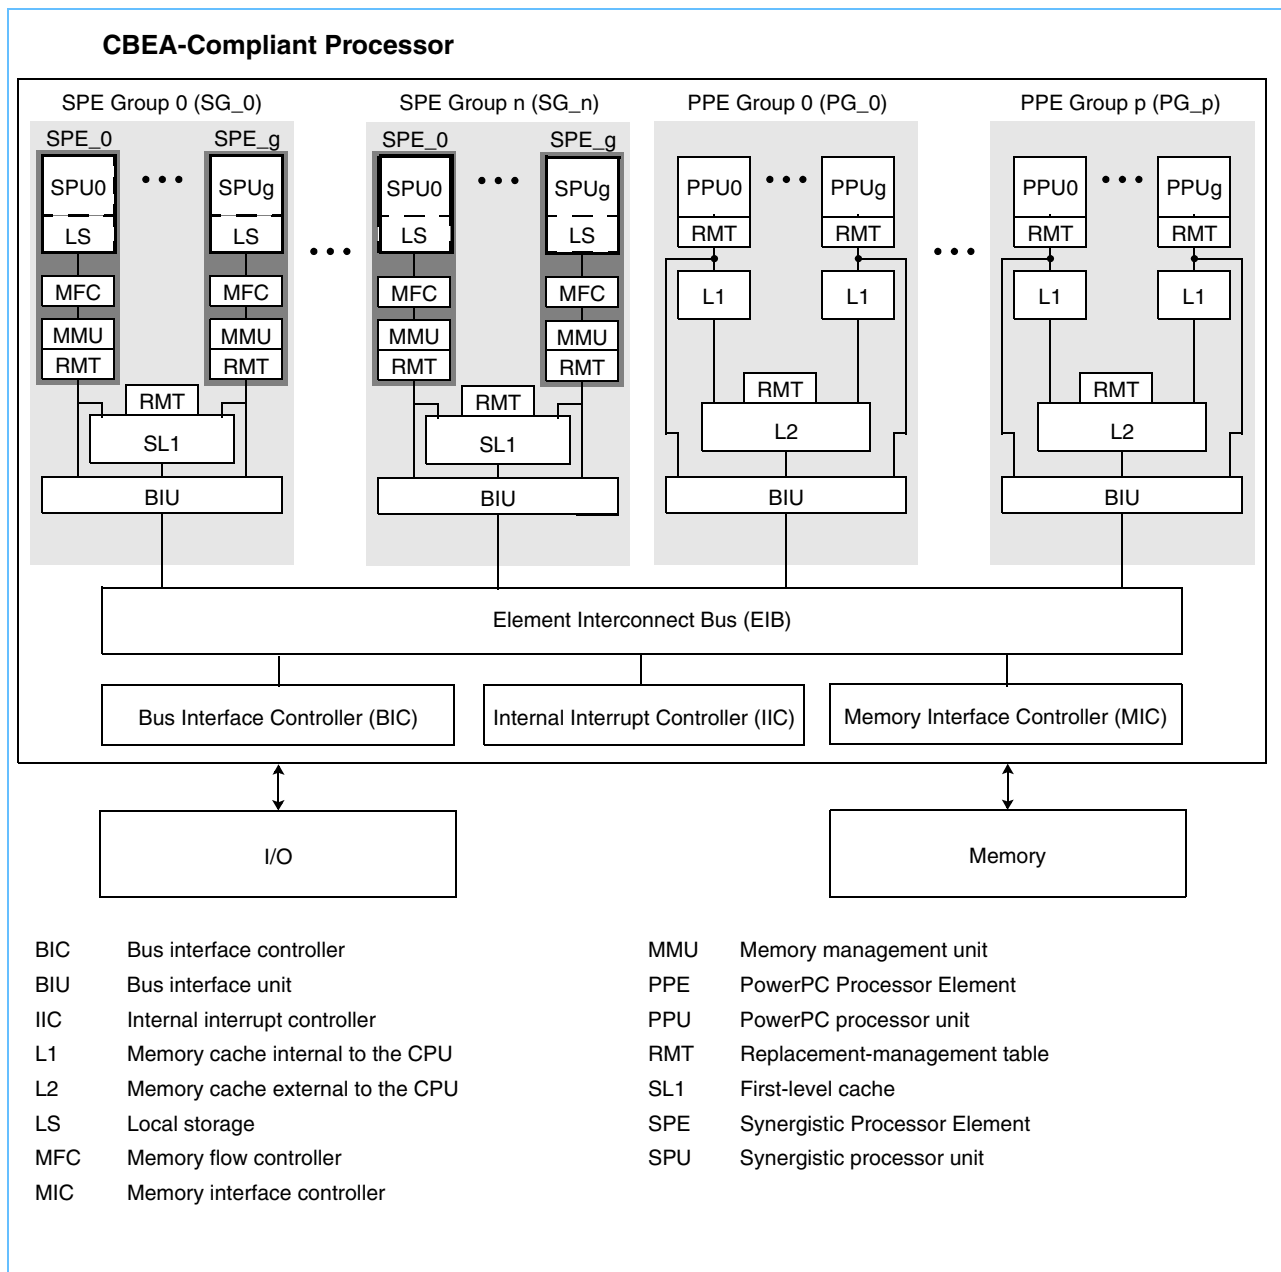 CBEA-Compliant Processor
SPE Group 0 (SG_0)
SPE Group n (SG_n)
PPE Group 0 (PG_0)
PPE Group p (PG_p)
SPE_0
SPE_g
SPE_0
SPE_g
SPU0
SPUg
SPU0
SPUg
PPU0
PPUg
PPU0
PPUg
LS
LS
LS
LS
RMT
RMT
RMT
RMT
MFC
MFC
MFC
MFC
L1
L1
L1
L1
MMU
MMU
MMU
MMU
RMT
RMT
RMT
RMT
RMT
RMT
RMT
RMT
SL1
SL1
L2
L2
BIU
BIU
BIU
BIU
Element Interconnect Bus (EIB)
Bus Interface Controller (BIC)
Internal Interrupt Controller (IIC)
Memory Interface Controller (MIC)
I/O
Memory
BIC Bus interface controller
BIU Bus interface unit
IIC Internal interrupt controller
L1 Memory cache internal to the CPU
L2 Memory cache external to the CPU
LS Local storage
MFC Memory flow controller
MIC Memory interface controller
MMU Memory management unit
PPE PowerPC Processor Element
PPU PowerPC processor unit
RMT Replacement-management table
SL1 First-level cache
SPE Synergistic Processor Element
SPU Synergistic processor unit